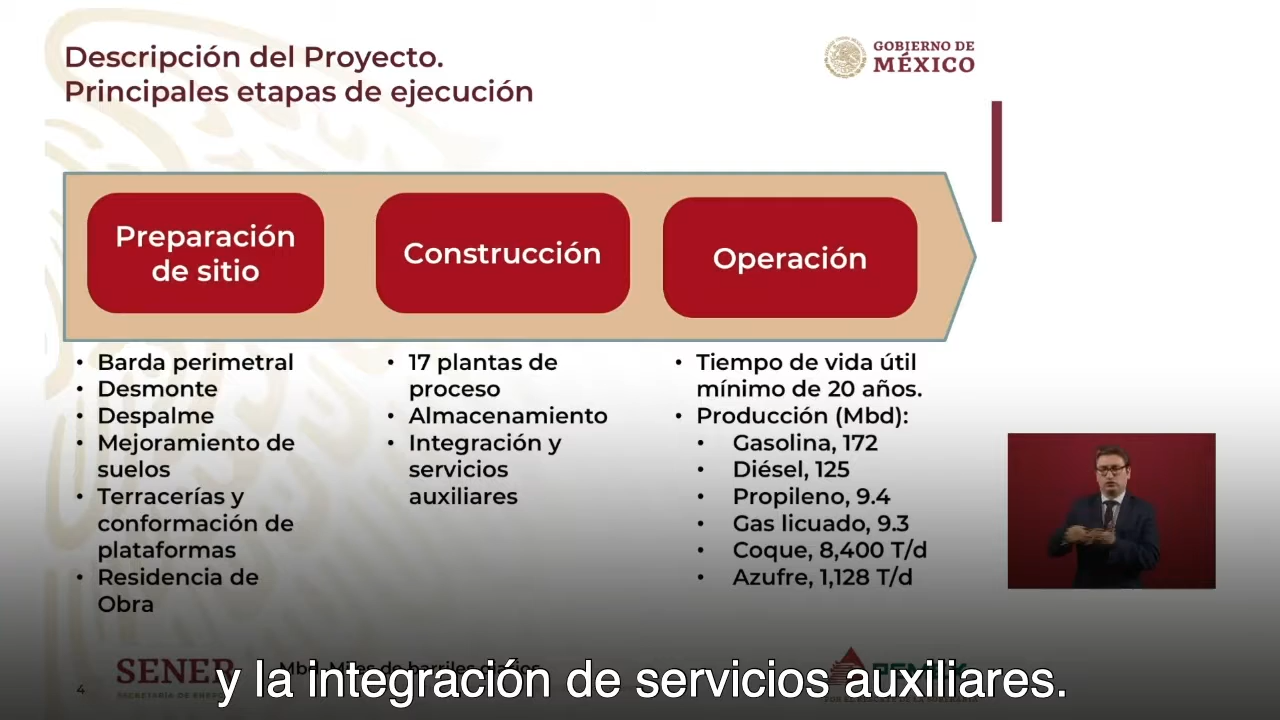 Descripción del Proyecto.
Principales etapas de ejecución
GOBIERNO DE
MÉXICO
Preparación
de sitio
Construcción
Operación
• Barda perimetral
• Desmonte
• Despalme
• Mejoramiento de
suelos
• Terracerías y
conformación de
plataformas
• Residencia de
Obra
• 17 plantas de
proceso
• Almacenamiento
• Integración y
servicios
auxiliares
• Tiempo de vida útil
mínimo de 20 años.
• Producción (Mbd):
• Gasolina, 172
• Diésel, 125
• Propileno, 9.4
• Gas licuado, 9.3
• Coque, 8,400 T/d
• Azufre, 1,128 T/d
SENER
PEMEX
4
y la integración de servicios auxiliares.